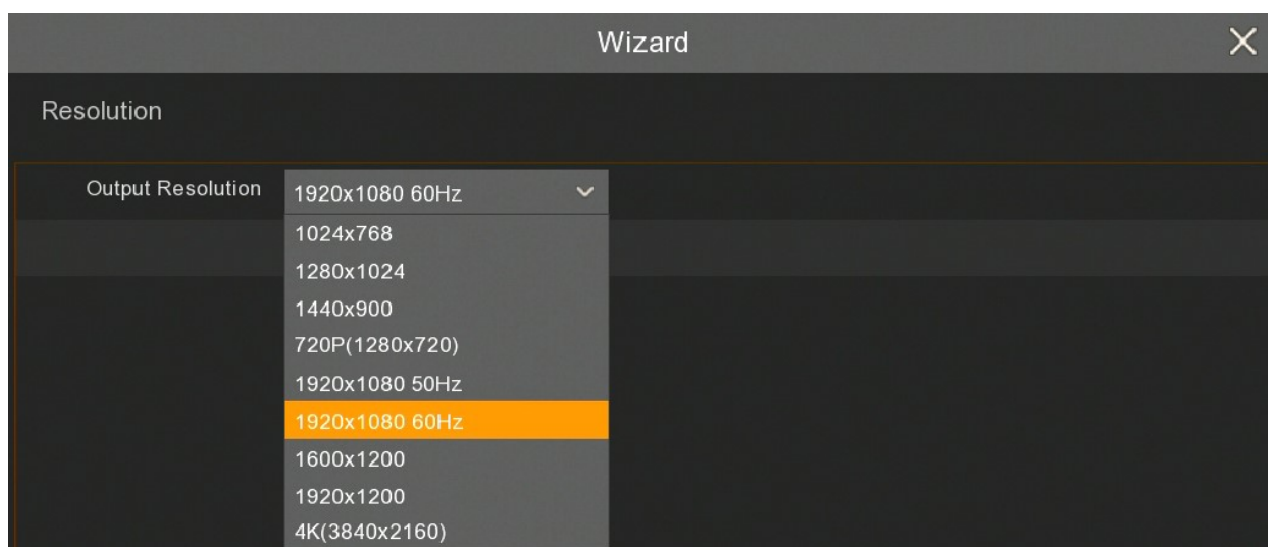 Wizard
Resolution
Output Resolution 1920x1080 60Hz
1024x768
1280x1024
1440x900
720P(1280x720)
1920x1080 50Hz
1920x1080 60Hz
1600x1200
1920x1200
4K(3840x2160)